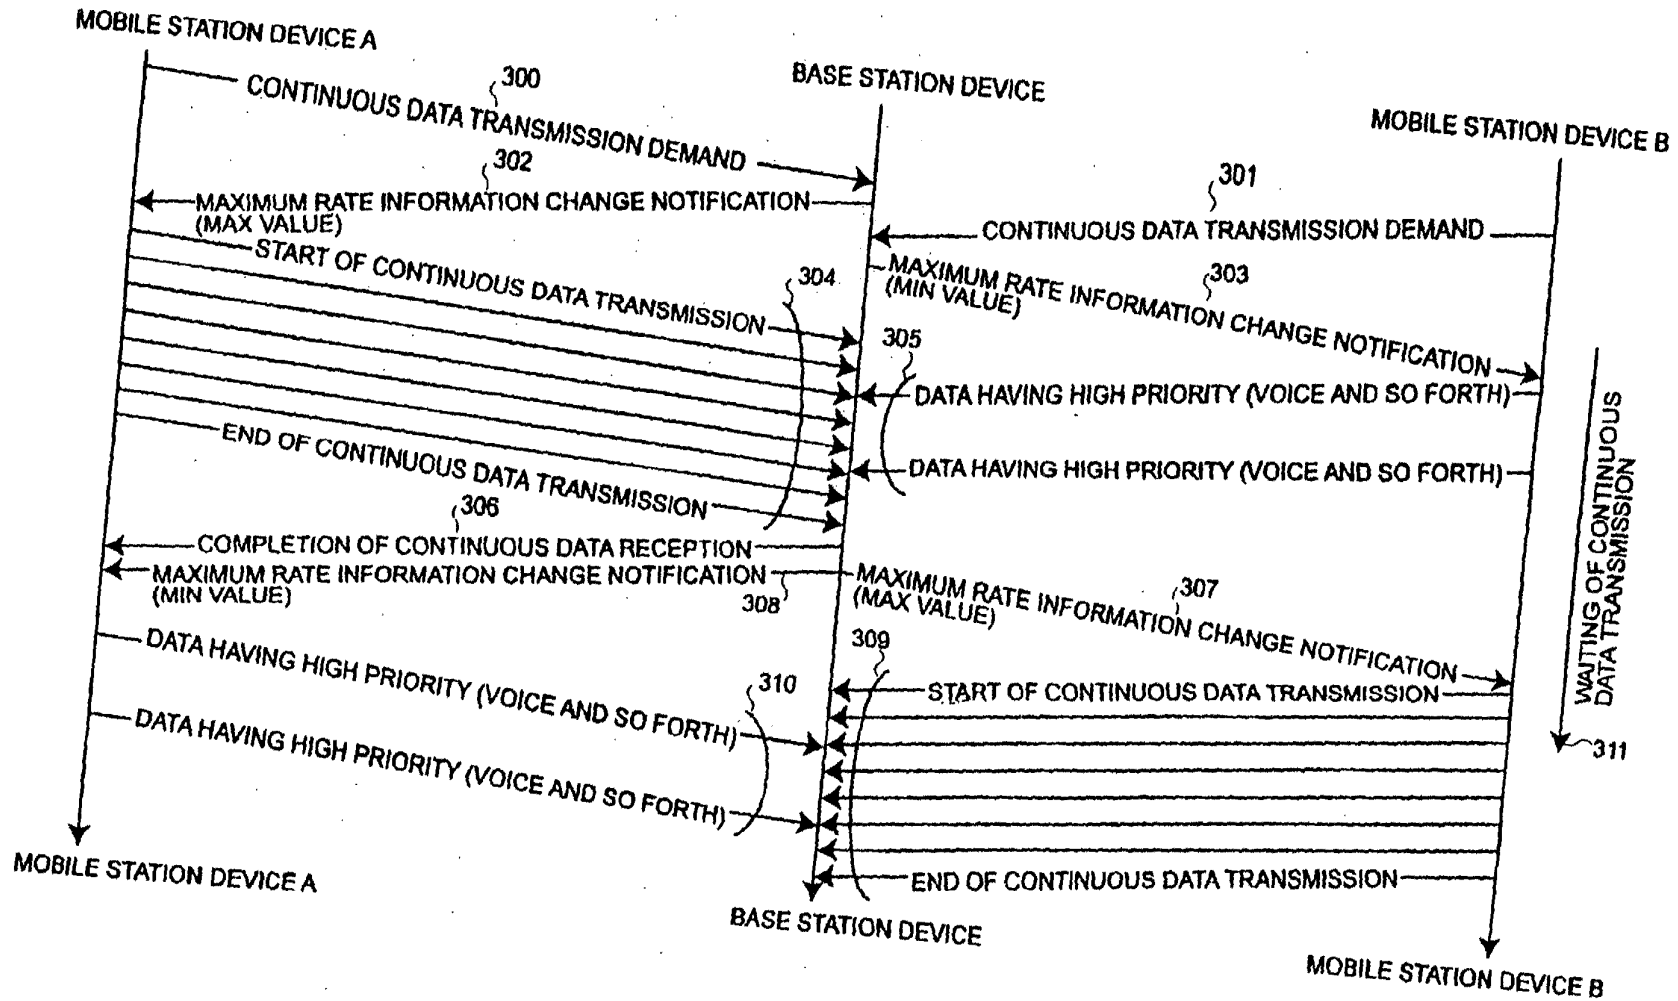 MOBILE STATION DEVICE A
BASE STATION DEVICE
MOBILE STATION DEVICE B
300
CONTINUOUS DATA TRANSMISSION DEMAND
302
MAXIMUM RATE INFORMATION CHANGE NOTIFICATION
(MAX VALUE)
301
CONTINUOUS DATA TRANSMISSION DEMAND
START OF CONTINUOUS DATA TRANSMISSION
304
MAXIMUM RATE INFORMATION CHANGE NOTIFICATION
(MIN VALUE)
303
305
DATA HAVING HIGH PRIORITY (VOICE AND SO FORTH)
DATA HAVING HIGH PRIORITY (VOICE AND SO FORTH)
WAITING OF CONTINUOUS
DATA TRANSMISSION
END OF CONTINUOUS DATA TRANSMISSION
306
COMPLETION OF CONTINUOUS DATA RECEPTION
MAXIMUM RATE INFORMATION CHANGE NOTIFICATION
(MIN VALUE)
308
MAXIMUM RATE INFORMATION CHANGE NOTIFICATION
(MAX VALUE)
307
309
DATA HAVING HIGH PRIORITY (VOICE AND SO FORTH)
310
START OF CONTINUOUS DATA TRANSMISSION
DATA HAVING HIGH PRIORITY (VOICE AND SO FORTH)
311
END OF CONTINUOUS DATA TRANSMISSION
MOBILE STATION DEVICE A
BASE STATION DEVICE
MOBILE STATION DEVICE B